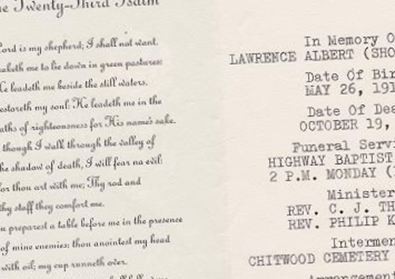 Twenty-Third Psalm
Lord is my shepherd; I shall not want.
maketh me to lie down in green pastures:
He leadeth me beside the still waters.
restoreth my soul: He leadeth me in the
paths of righteousness for His name's sake.
though I walk through the valley of
the shadow of death, I will fear no evil:
for thou art with me; Thy rod and
thy staff they comfort me.
preparest a table before me in the presence
of mine enemies; thou anointest my head
with oil; my cup runneth over.
In Memory O
LAWRENCE ALBERT (SHO
Date Of Bir
MAY 26, 191
Date Of Dea
OCTOBER 19,
Funeral Servi
HIGHWAY BAPTIST
2 P.M. MONDAY (
Minister
REV. C. J. TH
REV. PHILIP K
Intermen
CHITWOOD CEMETERY